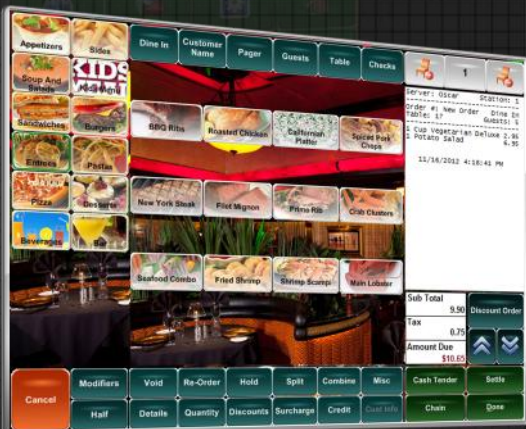 Appetizers
Sides
Dine In
Customer Name
Pager
Guests
Table
Checks
1
Soup And Salads
KIDS
Kids Menu
Sandwiches
Burgers
BBQ Ribs
Roasted Chicken
Californian Platter
Spiced Pork Chops
Entrees
Pastas
Pizza
Desserts
New York Steak
Filet Mignon
Prime Rib
Crab Clusters
Beverages
Bar
Seafood Combo
Fried Shrimp
Shrimp Scampi
Main Lobster
Server: Oscar Station: 1
Order #: New Order Dine In
Table: 17 Guests: 1
1 Cup Vegetarian Deluxe 2.95
1 Potato Salad 6.95
11/16/2012 4:16:41 PM
Sub Total
9.90
Tax
0.75
Amount Due
$10.65
Discount Order
Cancel
Modifiers
Void
Re-Order
Hold
Split
Combine
Misc
Cash Tender
Settle
Half
Details
Quantity
Discounts
Surcharge
Credit
Cust Info
Chain
Done